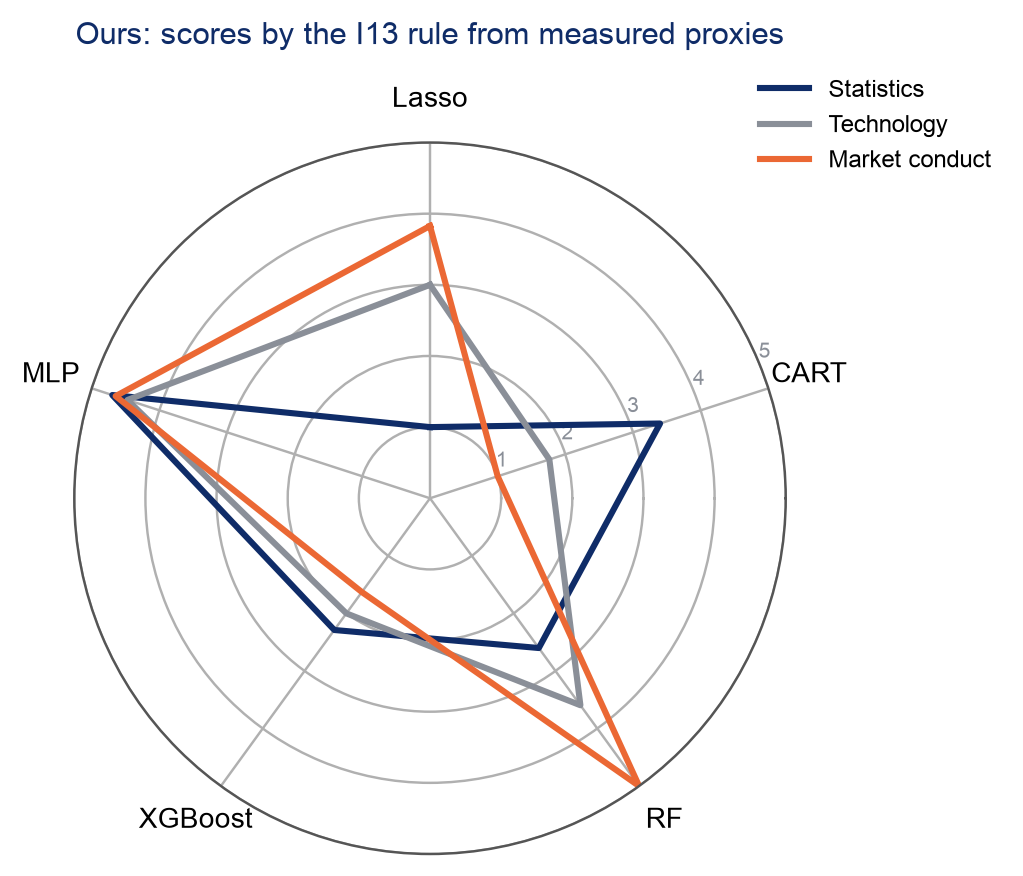 Ours: scores by the I13 rule from measured proxies
Statistics
Technology
Market conduct
Lasso
CART
RF
XGBoost
MLP
1
2
3
4
5